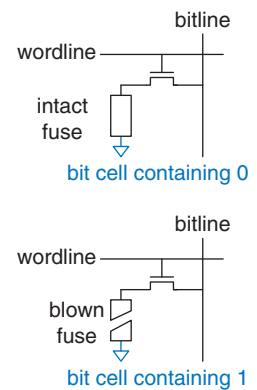 bitline
wordline
intact
fuse
bit cell containing 0
bitline
wordline
blown
fuse
bit cell containing 1